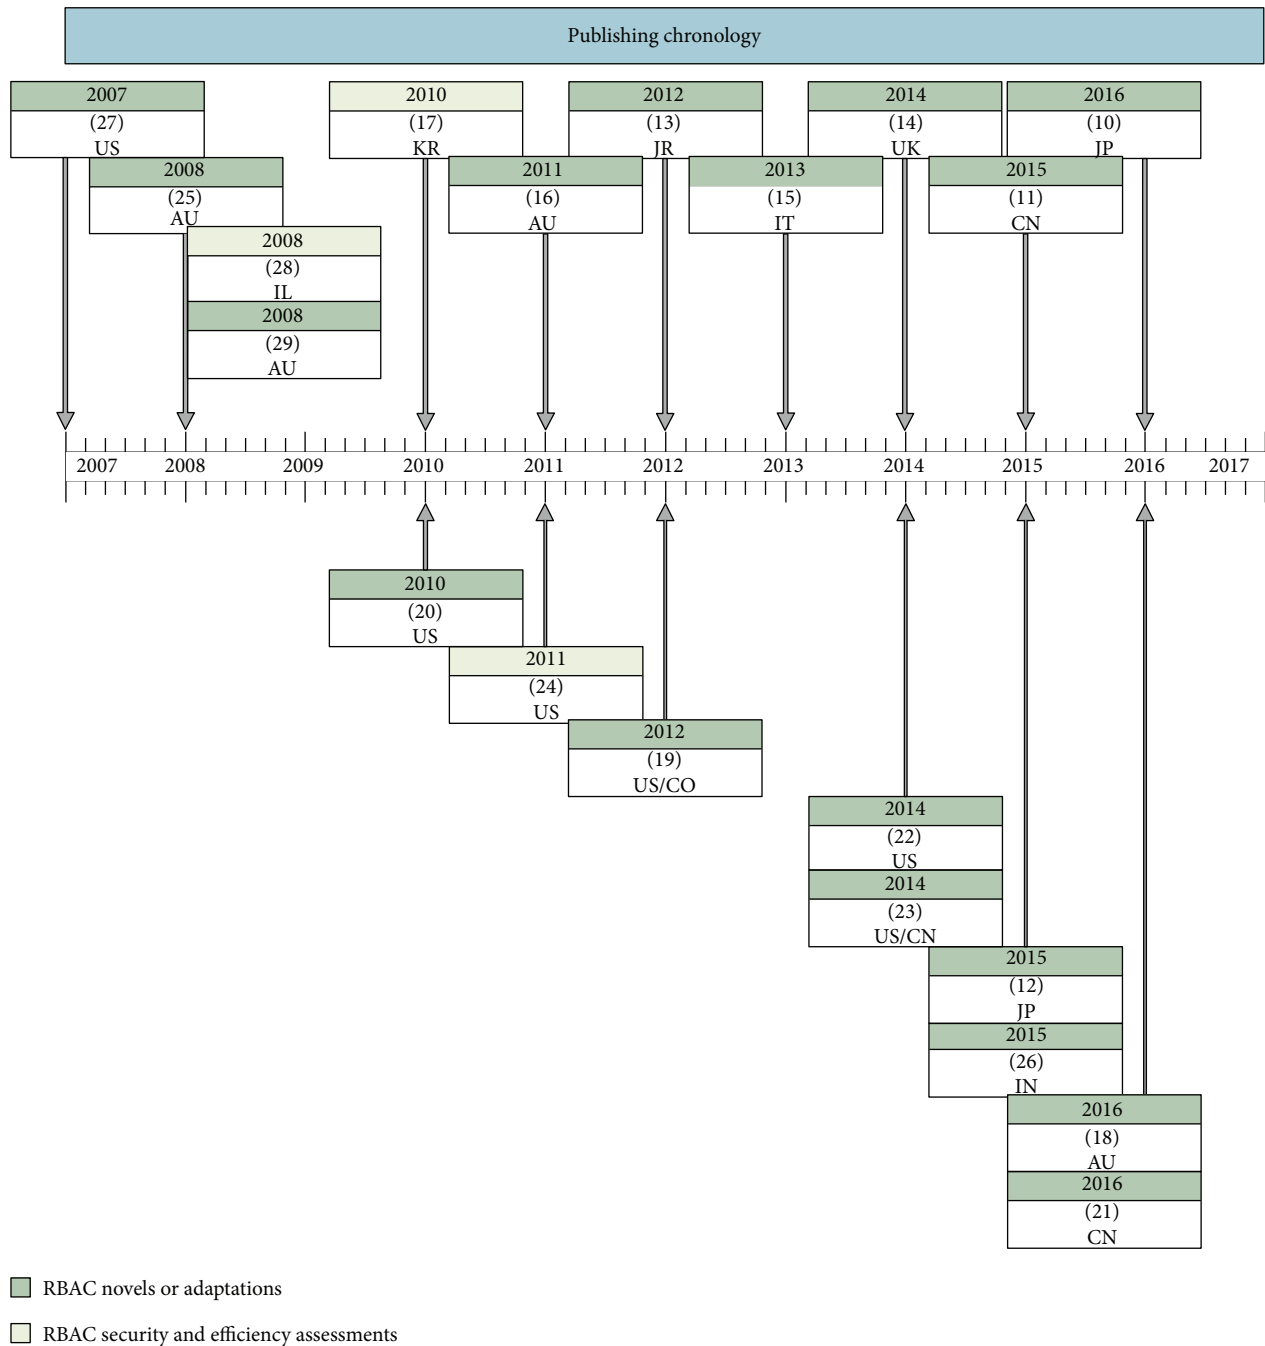 Publishing chronology
2007
(27)
US
2008
(25)
AU
2008
(28)
IL
2008
(29)
AU
2010
(17)
KR
2011
(16)
AU
2012
(13)
JR
2013
(15)
IT
2014
(14)
UK
2015
(11)
CN
2016
(10)
JP
2007 2008 2009 2010 2011 2012 2013 2014 2015 2016 2017
2010
(20)
US
2011
(24)
US
2012
(19)
US/CO
2014
(22)
US
2014
(23)
US/CN
2015
(12)
JP
2015
(26)
IN
2016
(18)
AU
2016
(21)
CN
RBAC novels or adaptations
RBAC security and efficiency assessments